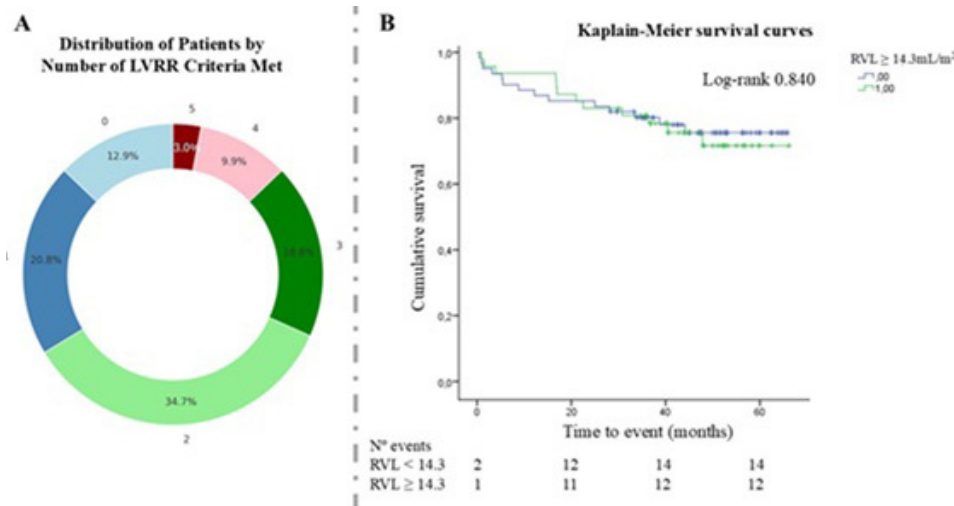 A
Distribution of Patients by
Number of LVRR Criteria Met
0
5
4
12.9%
3.0%
9.9%
3
20.8%
34.7%
2
B
Kaplan-Meier survival curves
RVL ≥ 14.3mL/m²
,00
1,00
Log-rank 0.840
1,0
0,8
0,6
0,4
0,2
0,0
Cumulative survival
0 20 40 60
Time to event (months)
Nº events
RVL < 14.3 2 12 14 14
RVL ≥ 14.3 1 11 12 12